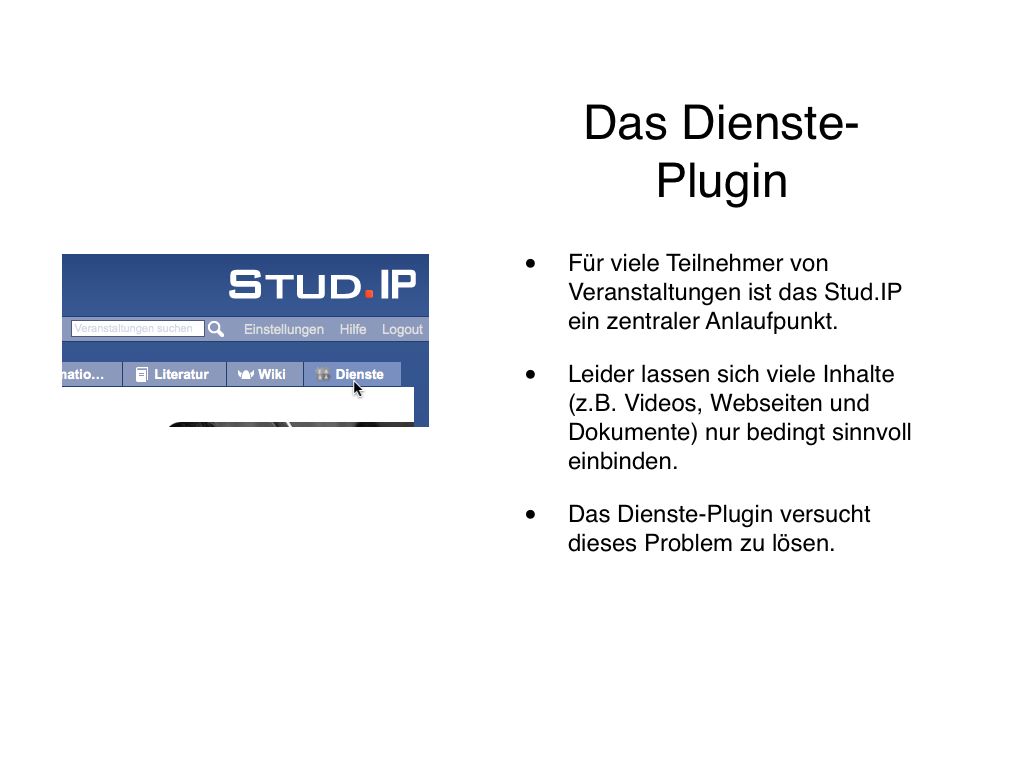 Das Dienste-
Plugin
STUD.IP
Veranstaltungen suchen
Einstellungen Hilfe Logout
natio... Literatur Wiki Dienste
• Für viele Teilnehmer von
Veranstaltungen ist das Stud.IP
ein zentraler Anlaufpunkt.
• Leider lassen sich viele Inhalte
(z.B. Videos, Webseiten und
Dokumente) nur bedingt sinnvoll
einbinden.
• Das Dienste-Plugin versucht
dieses Problem zu lösen.